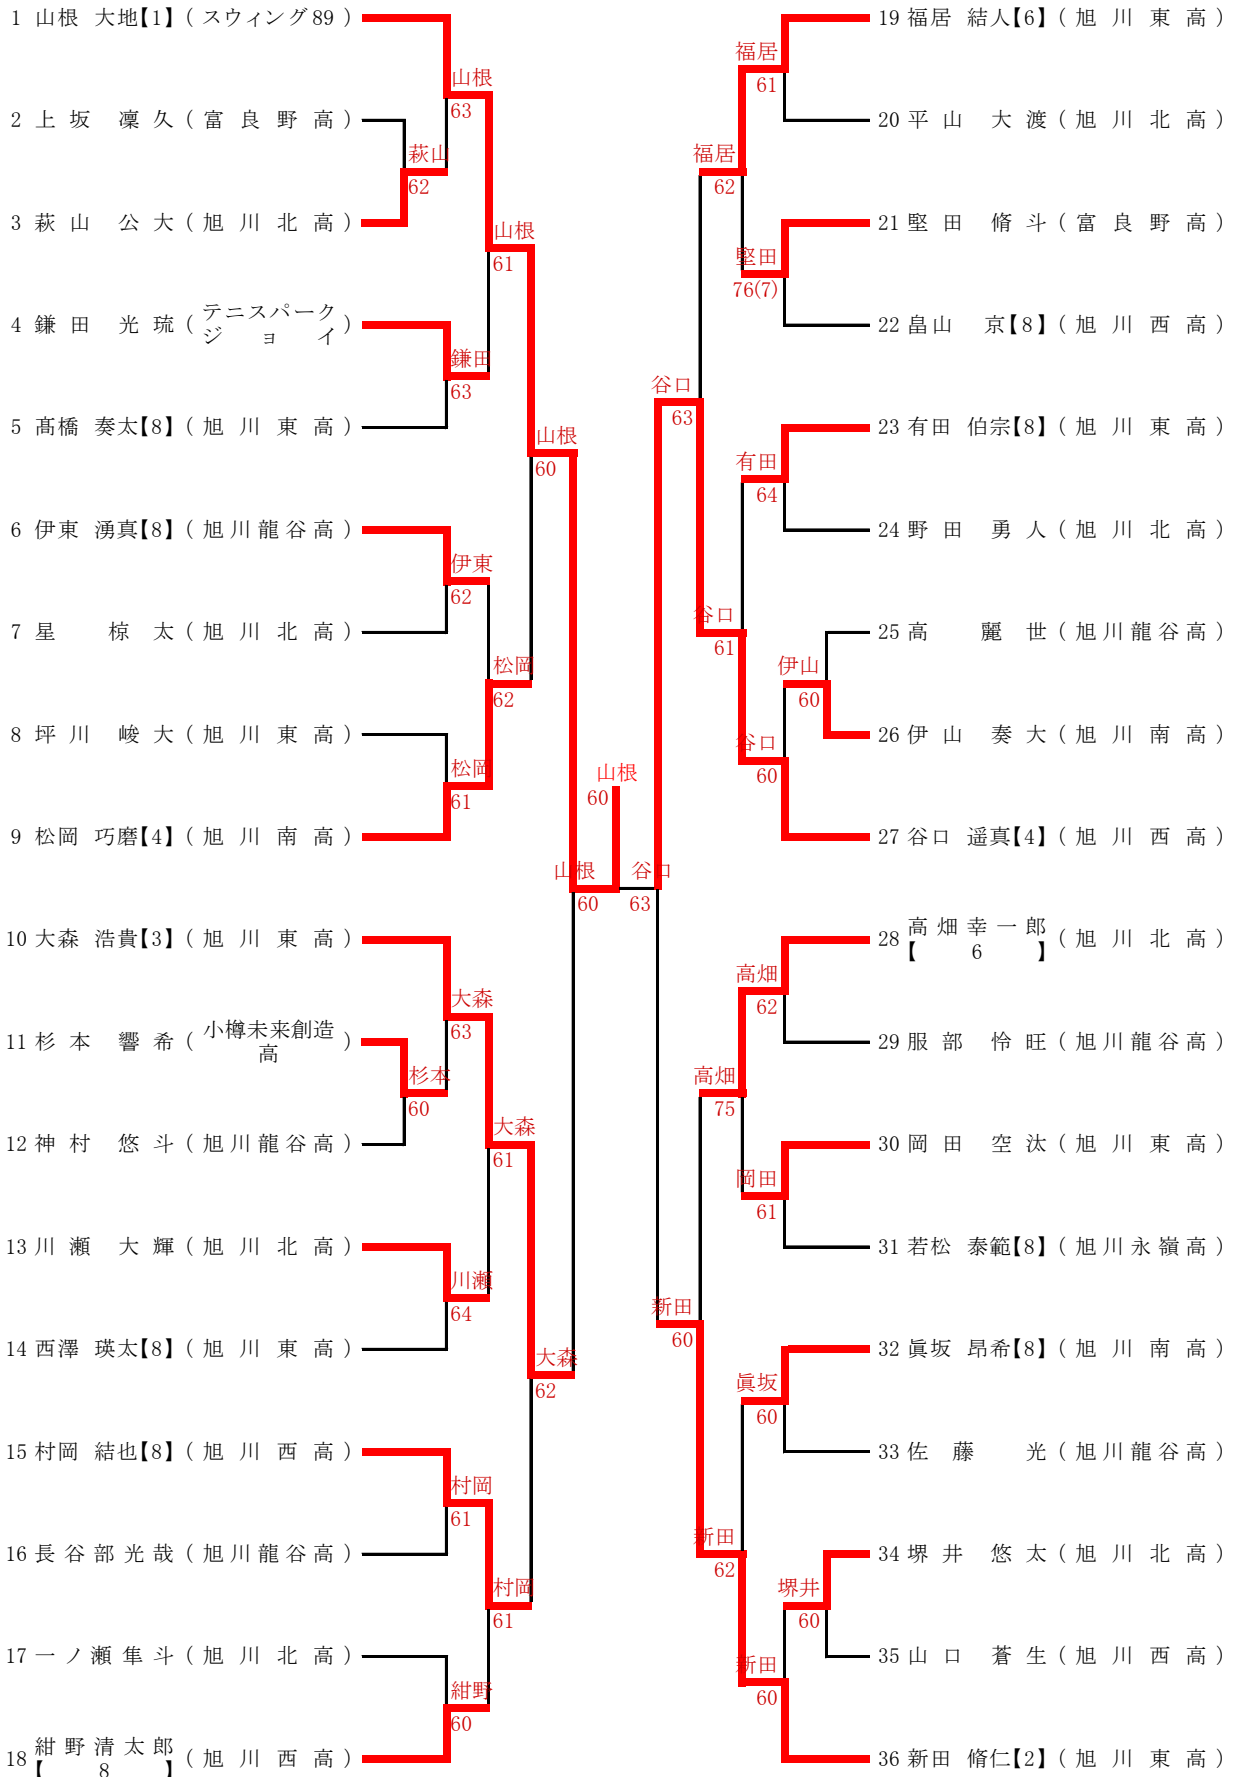 1 山根 大地【1】 ( スウィング89 )
2 上坂 凜久 ( 富良野高 )
3 萩山 公大 ( 旭川北高 )
4 鎌田 光琉 ( テニスパークジョイ )
5 髙橋 奏太【8】 ( 旭川東高 )
6 伊東 湧真【8】 ( 旭川龍谷高 )
7 星 椋太 ( 旭川北高 )
8 坪川 峻大 ( 旭川東高 )
9 松岡 巧磨【4】 ( 旭川南高 )
10 大森 浩貴【3】 ( 旭川東高 )
11 杉本 響希 ( 小樽未来創造高 )
12 神村 悠斗 ( 旭川龍谷高 )
13 川瀬 大輝 ( 旭川北高 )
14 西澤 瑛太【8】 ( 旭川東高 )
15 村岡 結也【8】 ( 旭川西高 )
16 長谷部光哉 ( 旭川龍谷高 )
17 一ノ瀬隼斗 ( 旭川北高 )
18 紺野清太郎【8】 ( 旭川西高 )
山根
63
萩山
62
山根
61
鎌田
63
山根
60
伊東
62
松岡
62
松岡
61
大森
63
杉本
60
大森
61
川瀬
64
大森
62
村岡
61
村岡
61
紺野
60
山根
60
山根
60
谷口
63
谷口
63
新田
60
福居
62
谷口
61
高畑
75
新田
62
福居
61
堅田
76(7)
有田
64
伊山
60
谷口
60
高畑
62
岡田
61
眞坂
60
堺井
60
新田
60
19 福居 結人【6】 ( 旭川東高 )
20 平山 大渡 ( 旭川北高 )
21 堅田 脩斗 ( 富良野高 )
22 畠山 京【8】 ( 旭川西高 )
23 有田 伯宗【8】 ( 旭川東高 )
24 野田 勇人 ( 旭川北高 )
25 高 麗世 ( 旭川龍谷高 )
26 伊山 奏大 ( 旭川南高 )
27 谷口 遥真【4】 ( 旭川西高 )
28 高畑幸一郎【6】 ( 旭川北高 )
29 服部 怜旺 ( 旭川龍谷高 )
30 岡田 空汰 ( 旭川東高 )
31 若松 泰範【8】 ( 旭川永嶺高 )
32 眞坂 昂希【8】 ( 旭川南高 )
33 佐藤 光 ( 旭川龍谷高 )
34 堺井 悠太 ( 旭川北高 )
35 山口 蒼生 ( 旭川西高 )
36 新田 脩仁【2】 ( 旭川東高 )